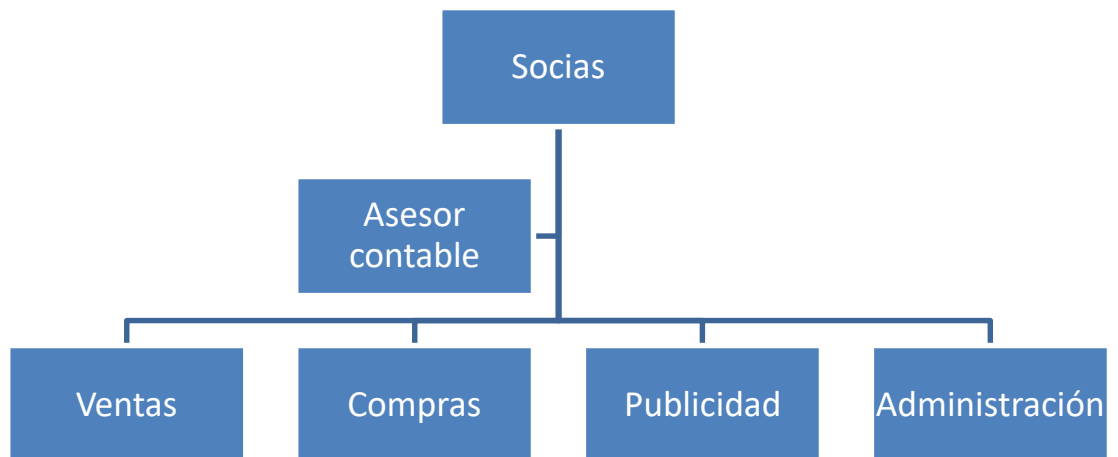 Socias
Asesor
contable
Ventas
Compras
Publicidad
Administración